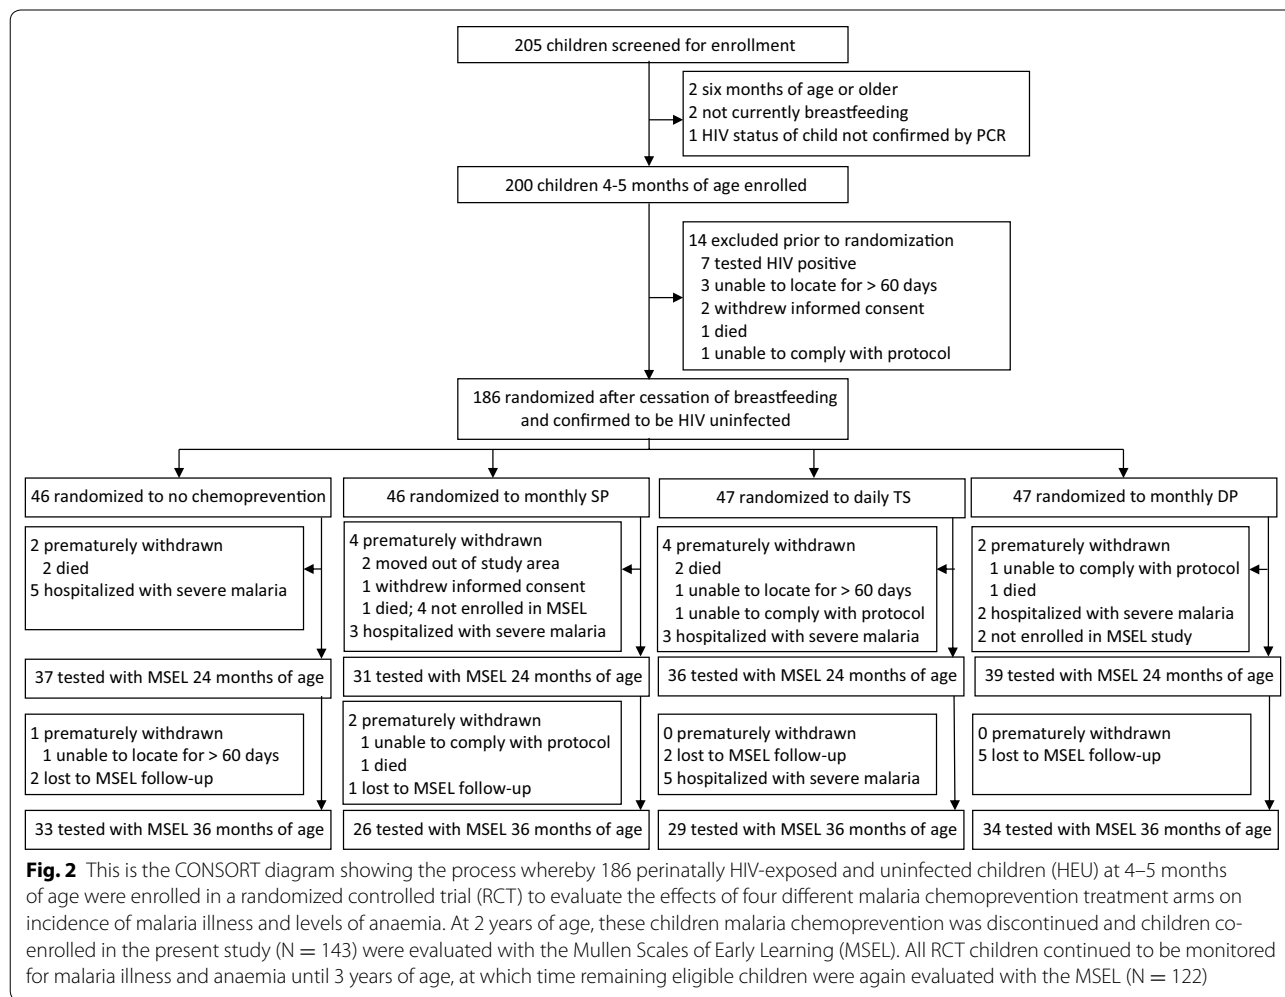 205 children screened for enrollment
2 six months of age or older
2 not currently breastfeeding
1 HIV status of child not confirmed by PCR
200 children 4-5 months of age enrolled
14 excluded prior to randomization
7 tested HIV positive
3 unable to locate for > 60 days
2 withdrew informed consent
1 died
1 unable to comply with protocol
186 randomized after cessation of breastfeeding
and confirmed to be HIV uninfected
46 randomized to no chemoprevention
2 prematurely withdrawn
2 died
5 hospitalized with severe malaria
37 tested with MSEL 24 months of age
1 prematurely withdrawn
1 unable to locate for > 60 days
2 lost to MSEL follow-up
33 tested with MSEL 36 months of age
46 randomized to monthly SP
4 prematurely withdrawn
2 moved out of study area
1 withdrew informed consent
1 died; 4 not enrolled in MSEL
3 hospitalized with severe malaria
31 tested with MSEL 24 months of age
2 prematurely withdrawn
1 unable to comply with protocol
1 died
1 lost to MSEL follow-up
26 tested with MSEL 36 months of age
47 randomized to daily TS
4 prematurely withdrawn
2 died
1 unable to locate for > 60 days
1 unable to comply with protocol
3 hospitalized with severe malaria
36 tested with MSEL 24 months of age
0 prematurely withdrawn
2 lost to MSEL follow-up
5 hospitalized with severe malaria
29 tested with MSEL 36 months of age
47 randomized to monthly DP
2 prematurely withdrawn
1 unable to comply with protocol
1 died
2 hospitalized with severe malaria
2 not enrolled in MSEL study
39 tested with MSEL 24 months of age
0 prematurely withdrawn
5 lost to MSEL follow-up
34 tested with MSEL 36 months of age
Fig. 2 This is the CONSORT diagram showing the process whereby 186 perinatally HIV-exposed and uninfected children (HEU) at 4–5 months
of age were enrolled in a randomized controlled trial (RCT) to evaluate the effects of four different malaria chemoprevention treatment arms on
incidence of malaria illness and levels of anaemia. At 2 years of age, these children malaria chemoprevention was discontinued and children co-
enrolled in the present study (N = 143) were evaluated with the Mullen Scales of Early Learning (MSEL). All RCT children continued to be monitored
for malaria illness and anaemia until 3 years of age, at which time remaining eligible children were again evaluated with the MSEL (N = 122)